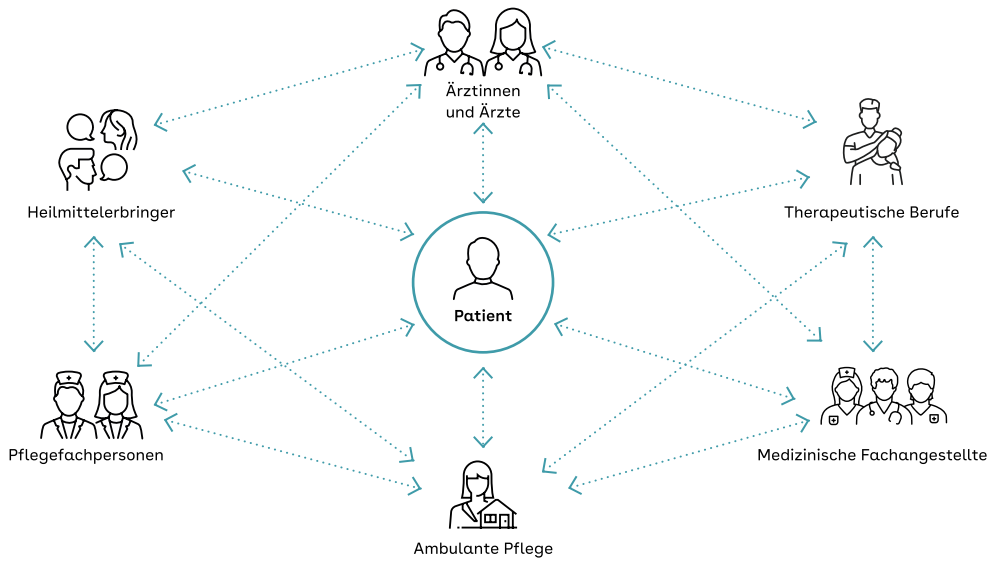 Ärztinnen
und Ärzte
Heilmittelerbringer
Therapeutische Berufe
Patient
Pflegefachpersonen
Medizinische Fachangestellte
Ambulante Pflege